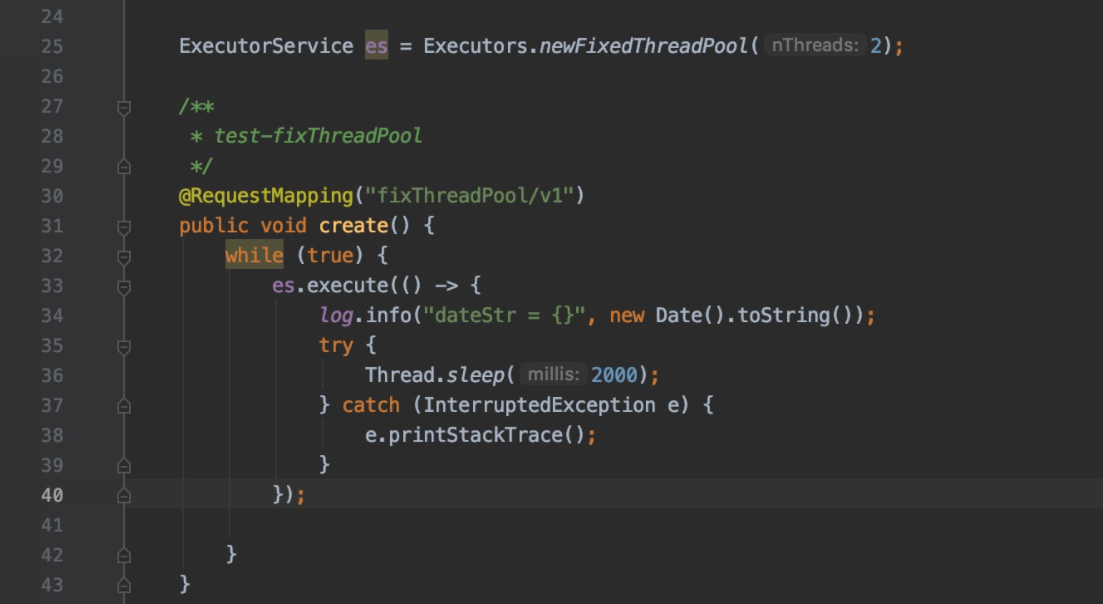 24
25 ExecutorService es = Executors.newFixedThreadPool( nThreads: 2);
26
27 /**
28 * test-fixThreadPool
29 */
30 @RequestMapping("fixThreadPool/v1")
31 public void create() {
32 while (true) {
33 es.execute(() -> {
34 log.info("dateStr = {}", new Date().toString());
35 try {
36 Thread.sleep( millis: 2000);
37 } catch (InterruptedException e) {
38 e.printStackTrace();
39 }
40 });
41
42 }
43 }